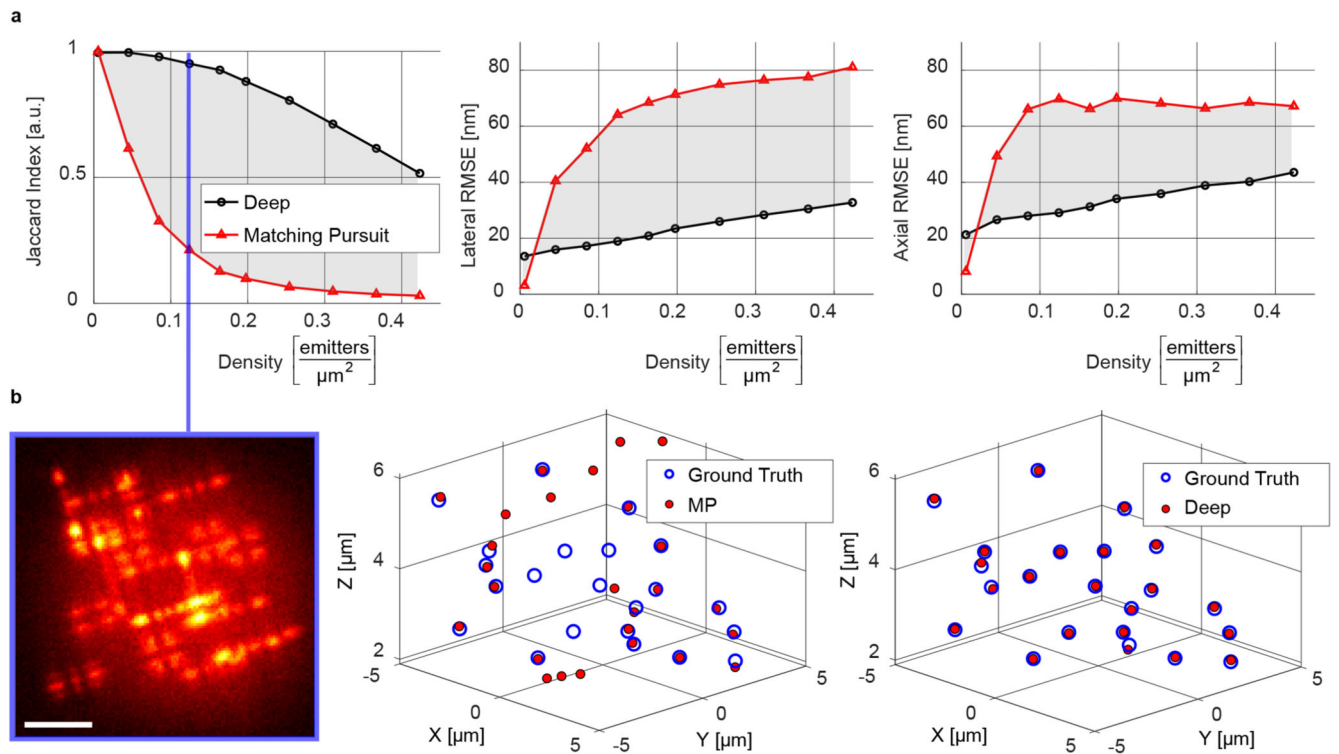 a
1
0.5
0
Jaccard Index [a.u.]
Deep
Matching Pursuit
0 0.1 0.2 0.3 0.4
Density [emitters/µm²]
80
60
40
20
0
Lateral RMSE [nm]
0 0.1 0.2 0.3 0.4
Density [emitters/µm²]
80
60
40
20
0
Axial RMSE [nm]
0 0.1 0.2 0.3 0.4
Density [emitters/µm²]
b
6
4
2
Z [µm]
Ground Truth
MP
-5
0
5
X [µm]
-5
0
5
Y [µm]
6
4
2
Z [µm]
Ground Truth
Deep
-5
0
5
X [µm]
-5
0
5
Y [µm]